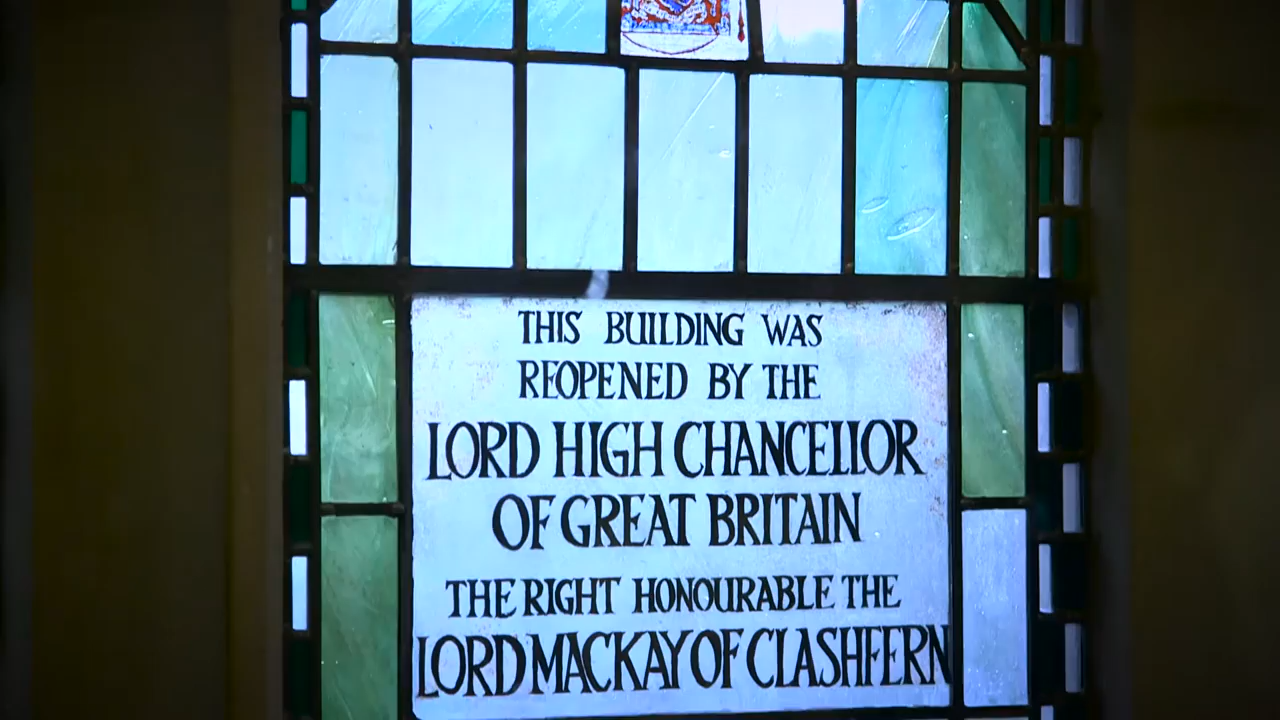 THIS BUILDING WAS
REOPENED BY THE
LORD HIGH CHANCELLOR
OF GREAT BRITAIN
THE RIGHT HONOURABLE THE
LORD MACKAY OF CLASHFERN